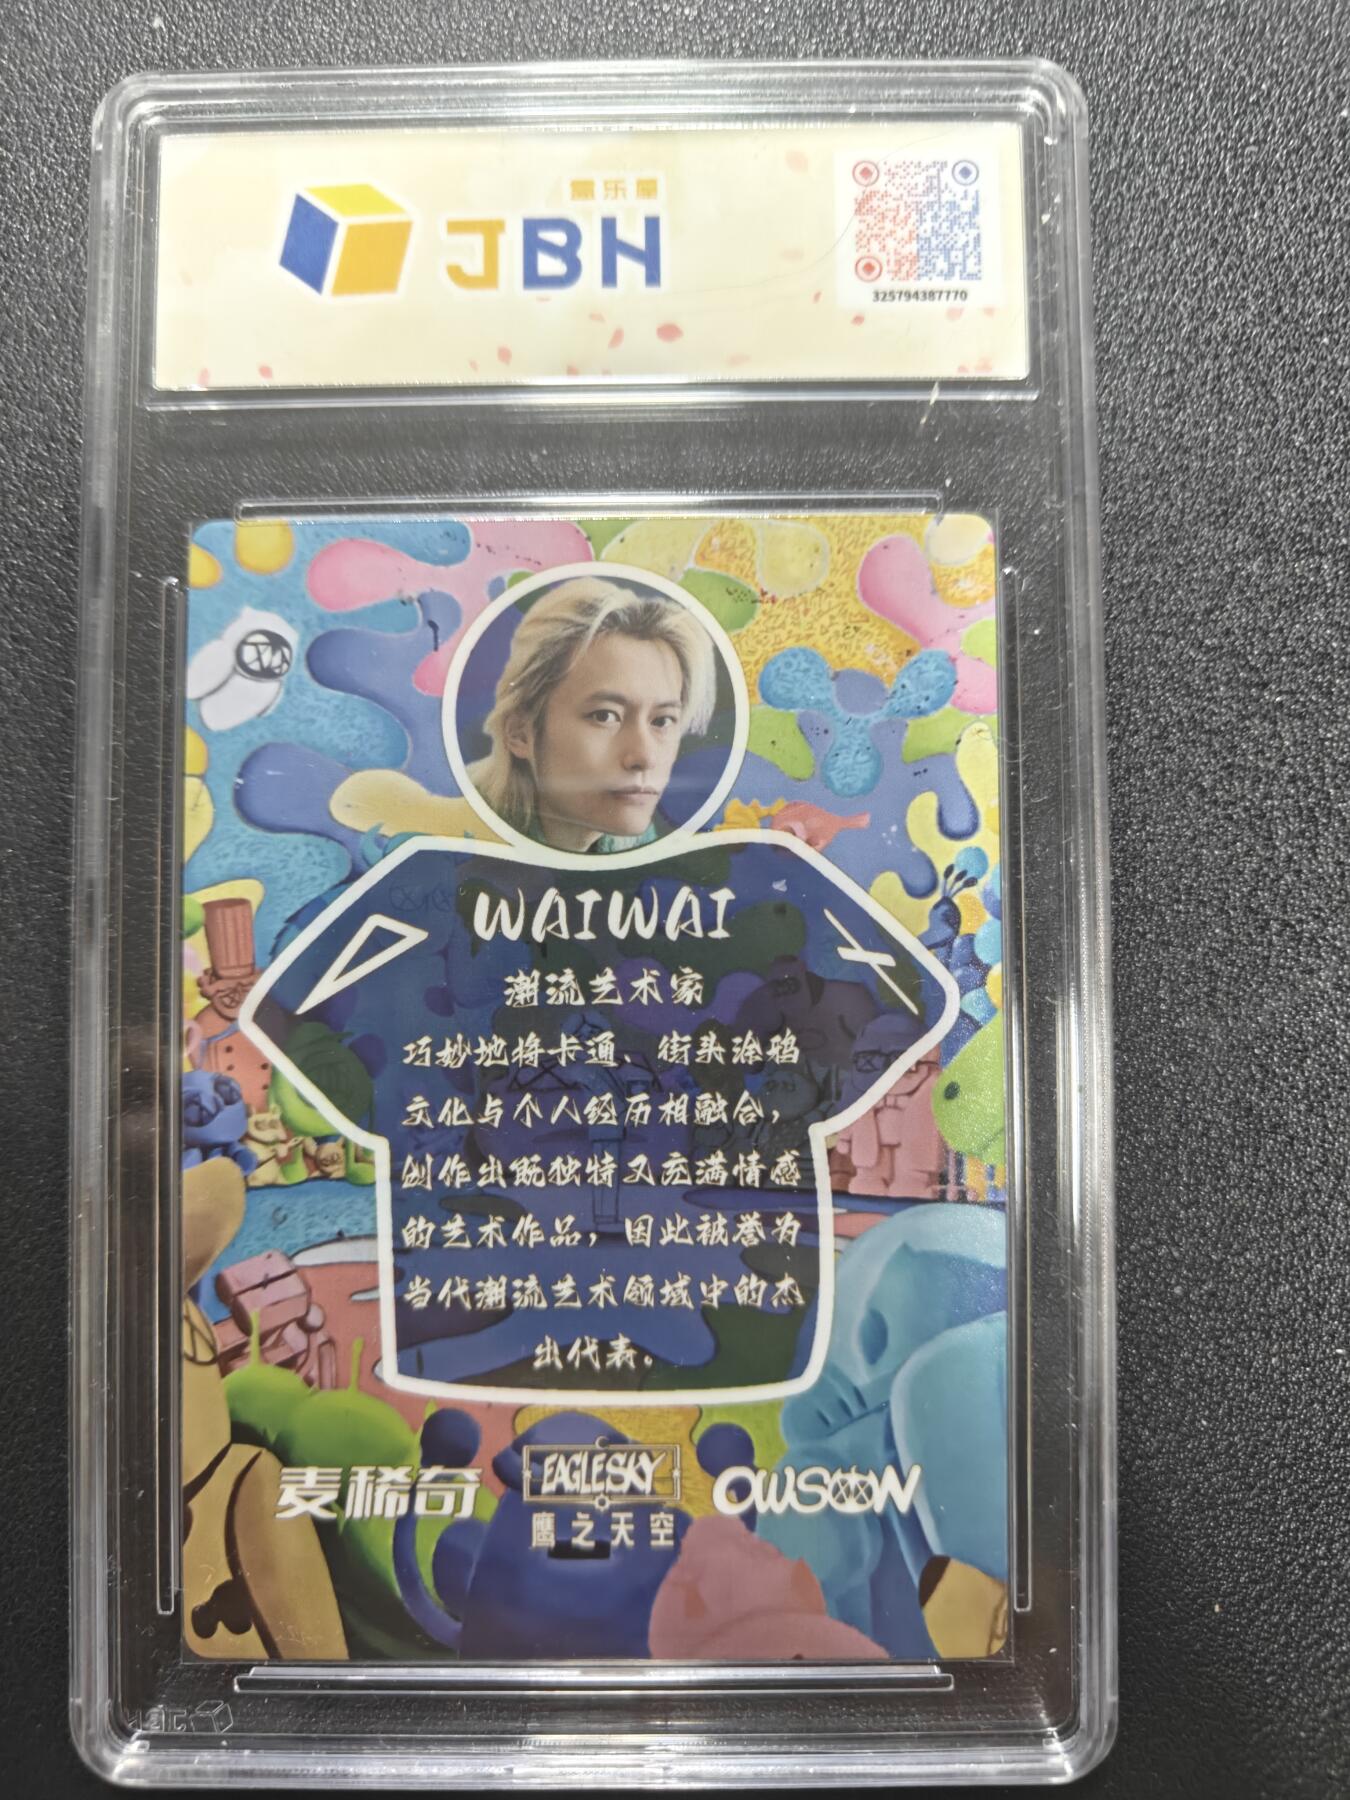 盒乐屋
JBH
325794387770
WAIWAI
潮流艺术家
巧妙地将卡通、街头涂鸦
文化与个人经历相融合，
创作出既独特又充满情感
的艺术作品，因此被誉为
当代潮流艺术领域中的杰
出代表。
麦稀奇
EAGLESKY
鹰之天空
OWSOON